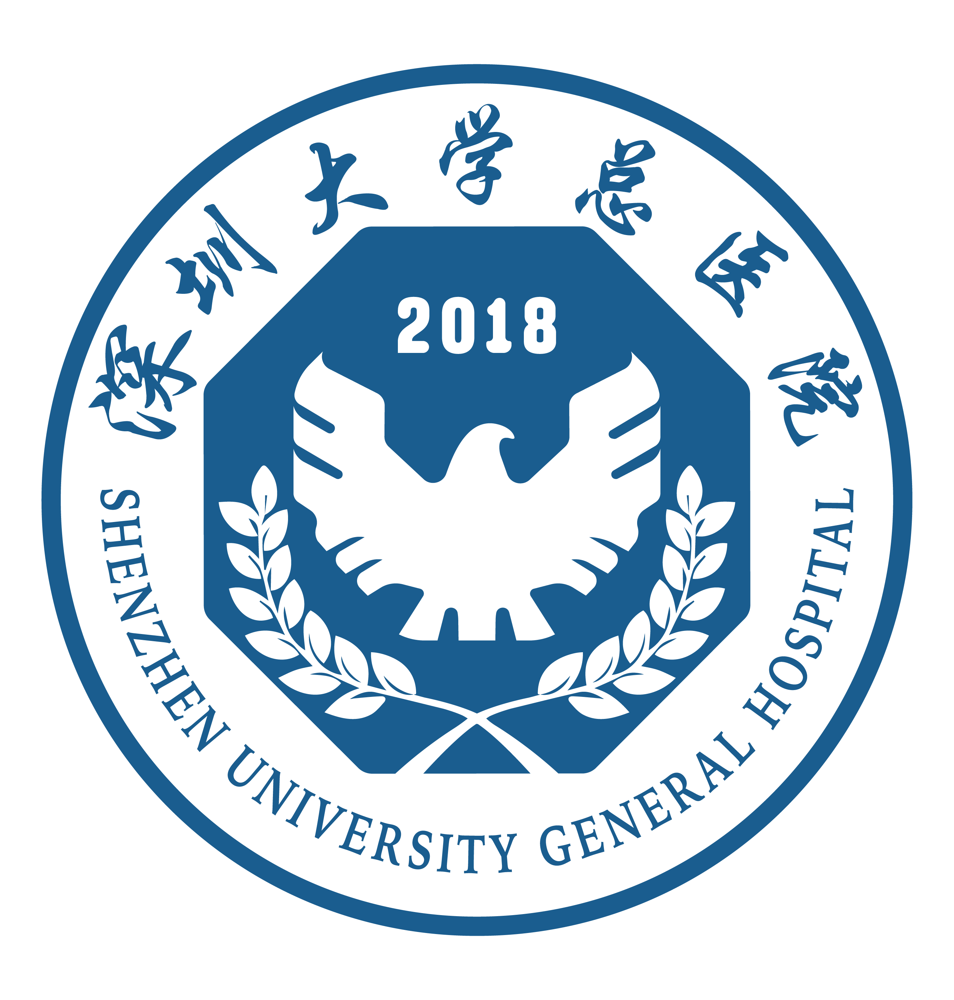 深圳大学总医院
2018
SHENZHEN UNIVERSITY GENERAL HOSPITAL